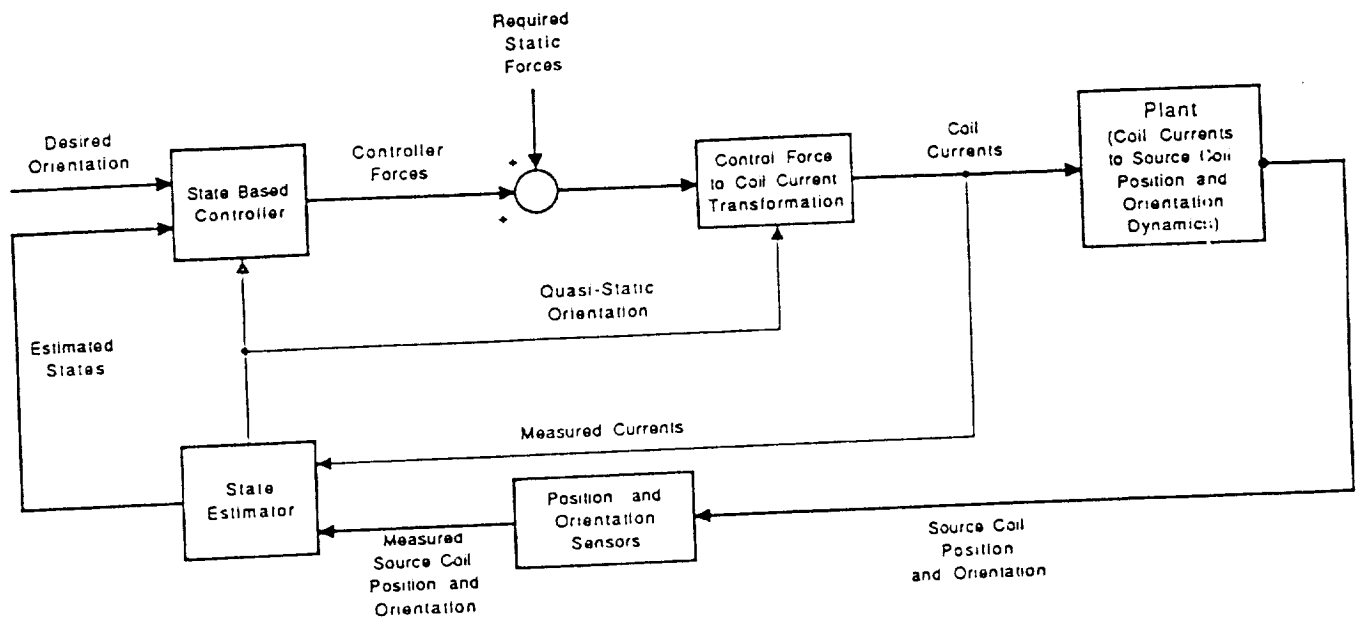 Required
Static
Forces
Desired
Orientation
State Based
Controller
Controller
Forces
+
+
Control Force
to Coil Current
Transformation
Coil
Currents
Plant
(Coil Currents
to Source Coil
Position and
Orientation
Dynamics)
Quasi-Static
Orientation
Estimated
States
Measured Currents
State
Estimator
Position and
Orientation
Sensors
Measured
Source Coil
Position and
Orientation
Source Coil
Position
and Orientation